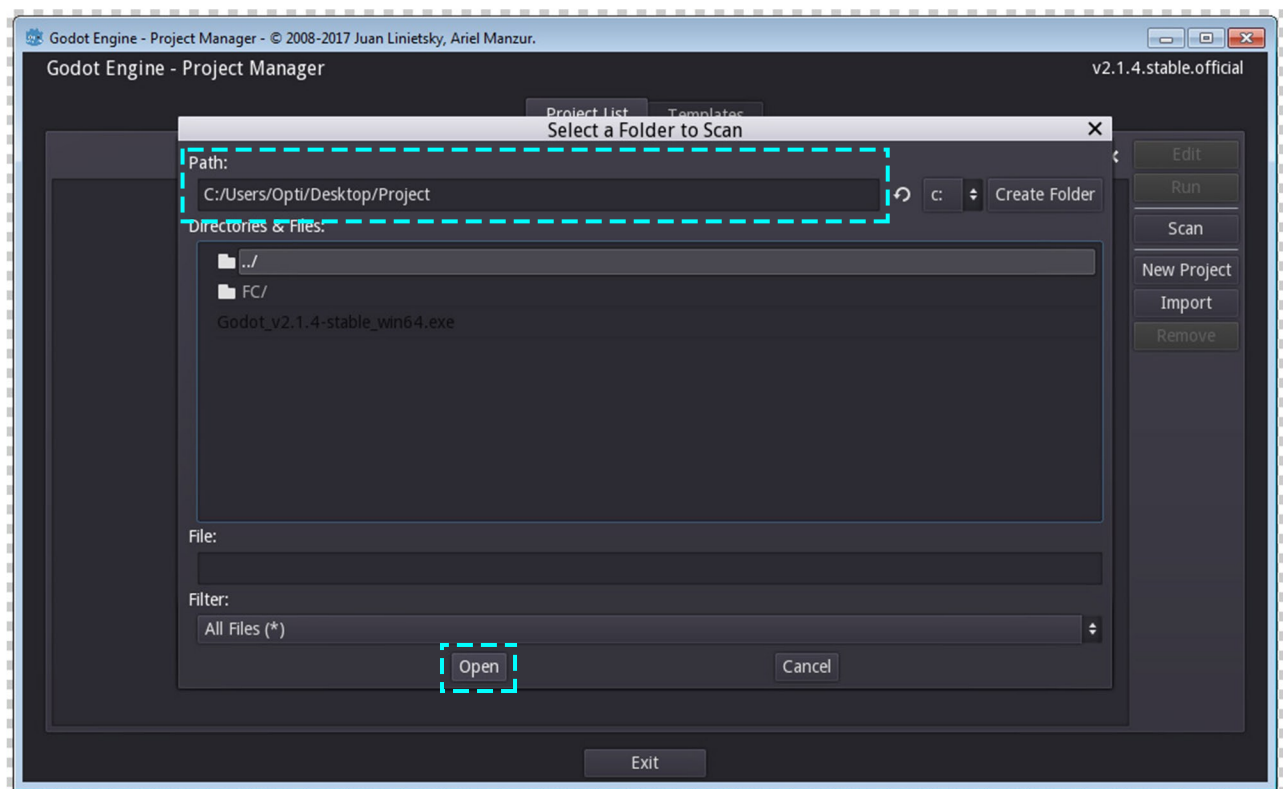 Godot Engine - Project Manager - © 2008-2017 Juan Linietsky, Ariel Manzur.
Godot Engine - Project Manager
v2.1.4.stable.official
Project List
Templates
Select a Folder to Scan
Path:
C:/Users/Opti/Desktop/Project
c:
Create Folder
Directories & Files:
../
FC/
Godot_v2.1.4-stable_win64.exe
File:
Filter:
All Files (*)
Open
Cancel
Edit
Run
Scan
New Project
Import
Remove
Exit